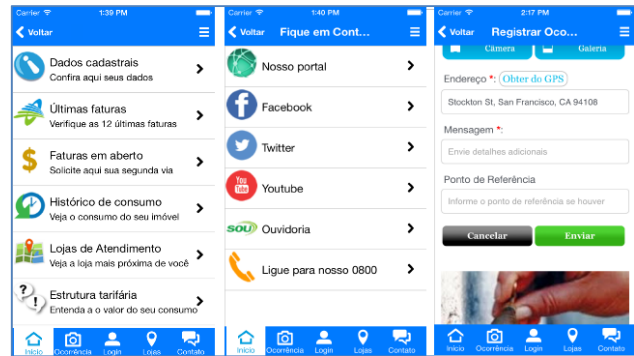 Carrier 1:39 PM
Voltar
Dados cadastrais
Confira aqui seus dados
Últimas faturas
Verifique as 12 últimas faturas
Faturas em aberto
Solicite aqui sua segunda via
Histórico de consumo
Veja o consumo do seu imóvel
Lojas de Atendimento
Veja a loja mais próxima de você
Estrutura tarifária
Entenda a o valor do seu consumo
Início Ocorrência Login Lojas Contato
Carrier 1:40 PM
Voltar Fique em Cont...
Nosso portal
Facebook
Twitter
You Tube Youtube
SOU Ouvidoria
Ligue para nosso 0800
Início Ocorrência Login Lojas Contato
Carrier 2:17 PM
Voltar Registrar Oco...
Câmera Galeria
Endereço *: Obter do GPS
Stockton St, San Francisco, CA 94108
Mensagem *:
Envie detalhes adicionais
Ponto de Referência
Informe o ponto de referência se houver
Cancelar Enviar
Início Ocorrência Login Lojas Contato